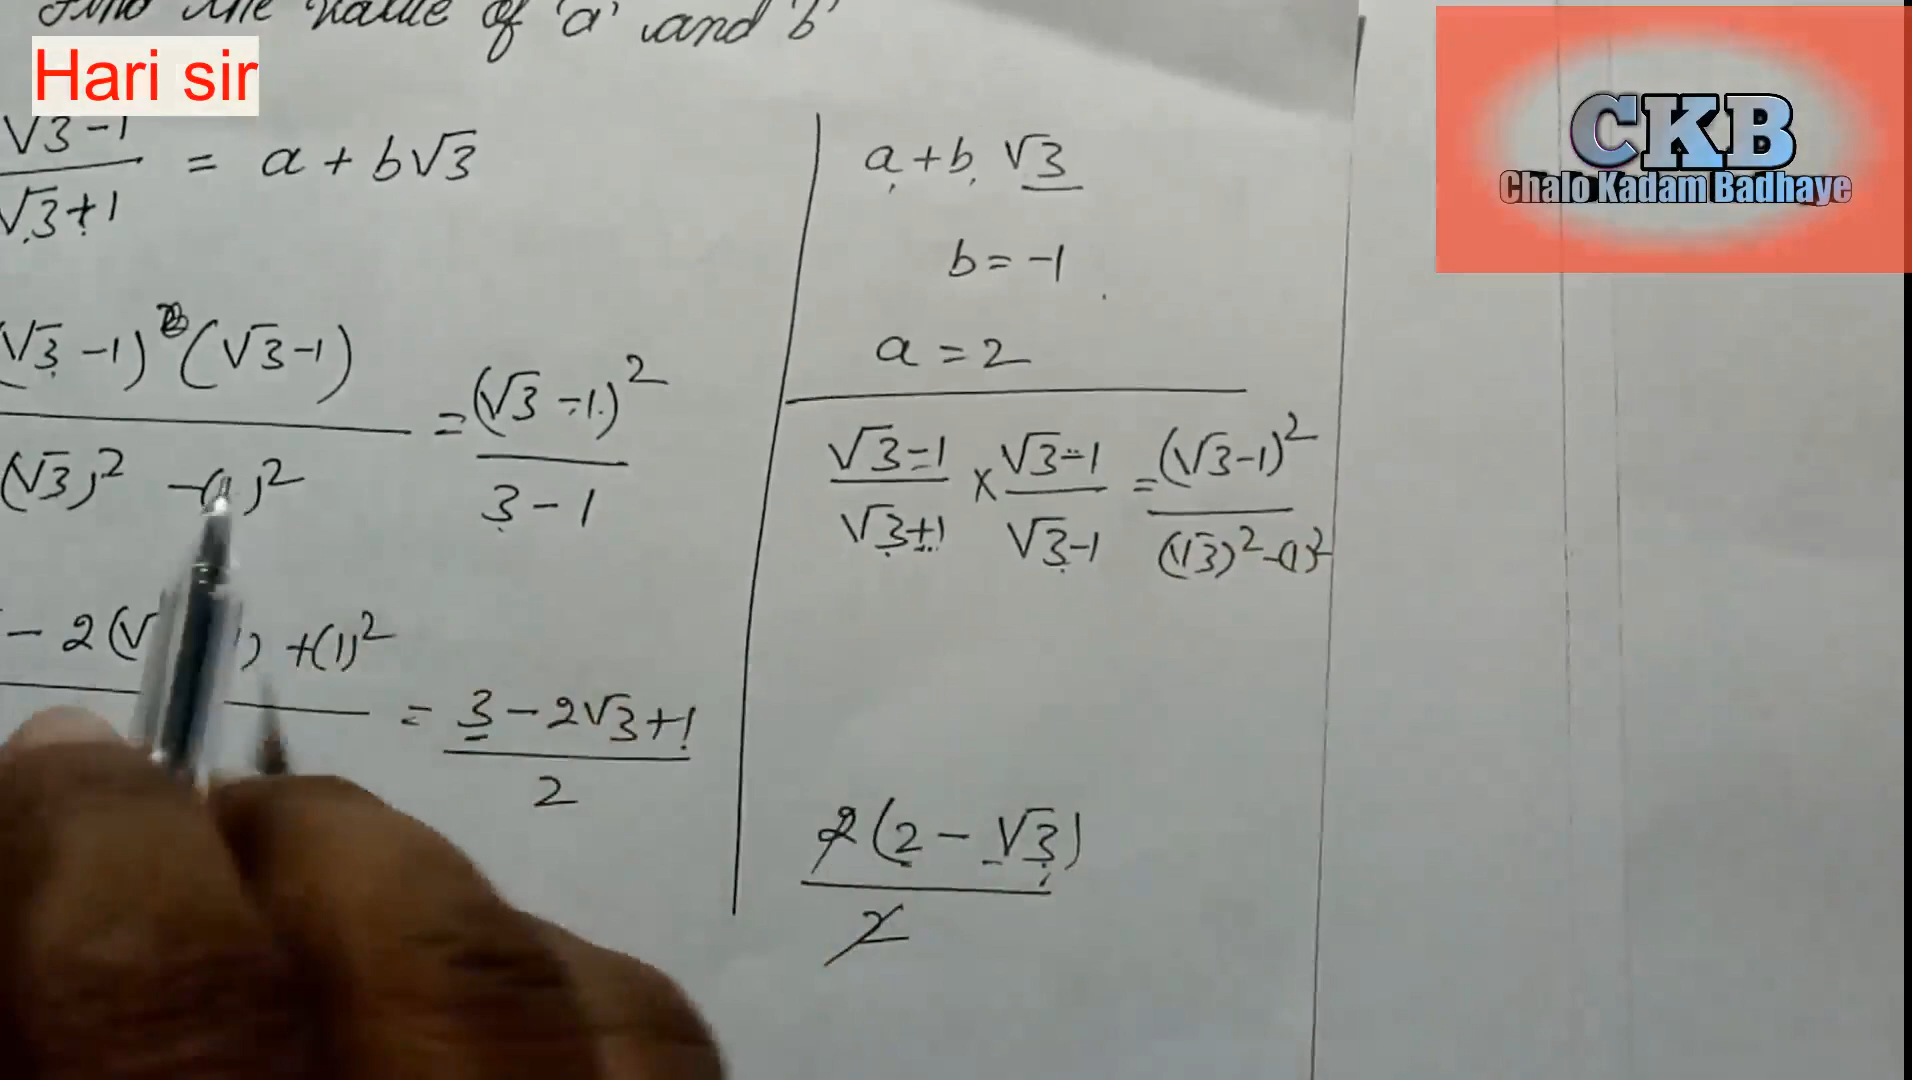 Find the value of 'a' and 'b'
Hari sir
√3-1 / √3+1 = a + b√3
(√3-1)(√3-1) / (√3)² - (1)² = (√3-1)² / 3-1
- 2(√ 1) + (1)² = 3 - 2√3 + 1 / 2
a + b √3
b = -1
a = 2
√3-1 / √3+1 × √3-1 / √3-1 = (√3-1)² / (√3)² - (1)²
2(2 - √3) / 2
CKB
Chalo Kadam Badhaye